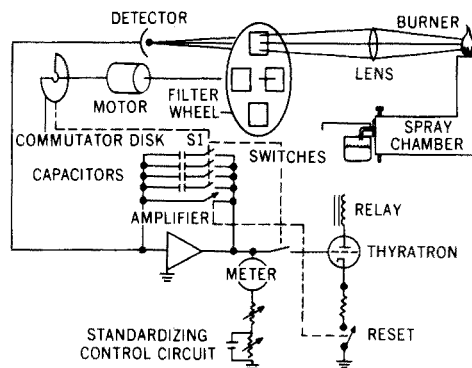 DETECTOR
BURNER
LENS
MOTOR
FILTER
WHEEL
COMMUTATOR DISK
S1
SPRAY
CHAMBER
SWITCHES
CAPACITORS
RELAY
AMPLIFIER
THYRATRON
METER
STANDARDIZING
CONTROL CIRCUIT
RESET